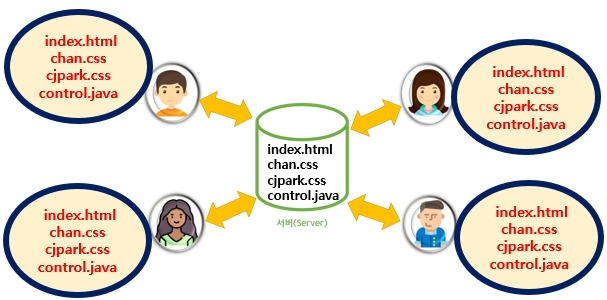 index.html
chan.css
cjpark.css
control.java
index.html
chan.css
cjpark.css
control.java
index.html
chan.css
cjpark.css
control.java
서버(Server)
index.html
chan.css
cjpark.css
control.java
index.html
chan.css
cjpark.css
control.java